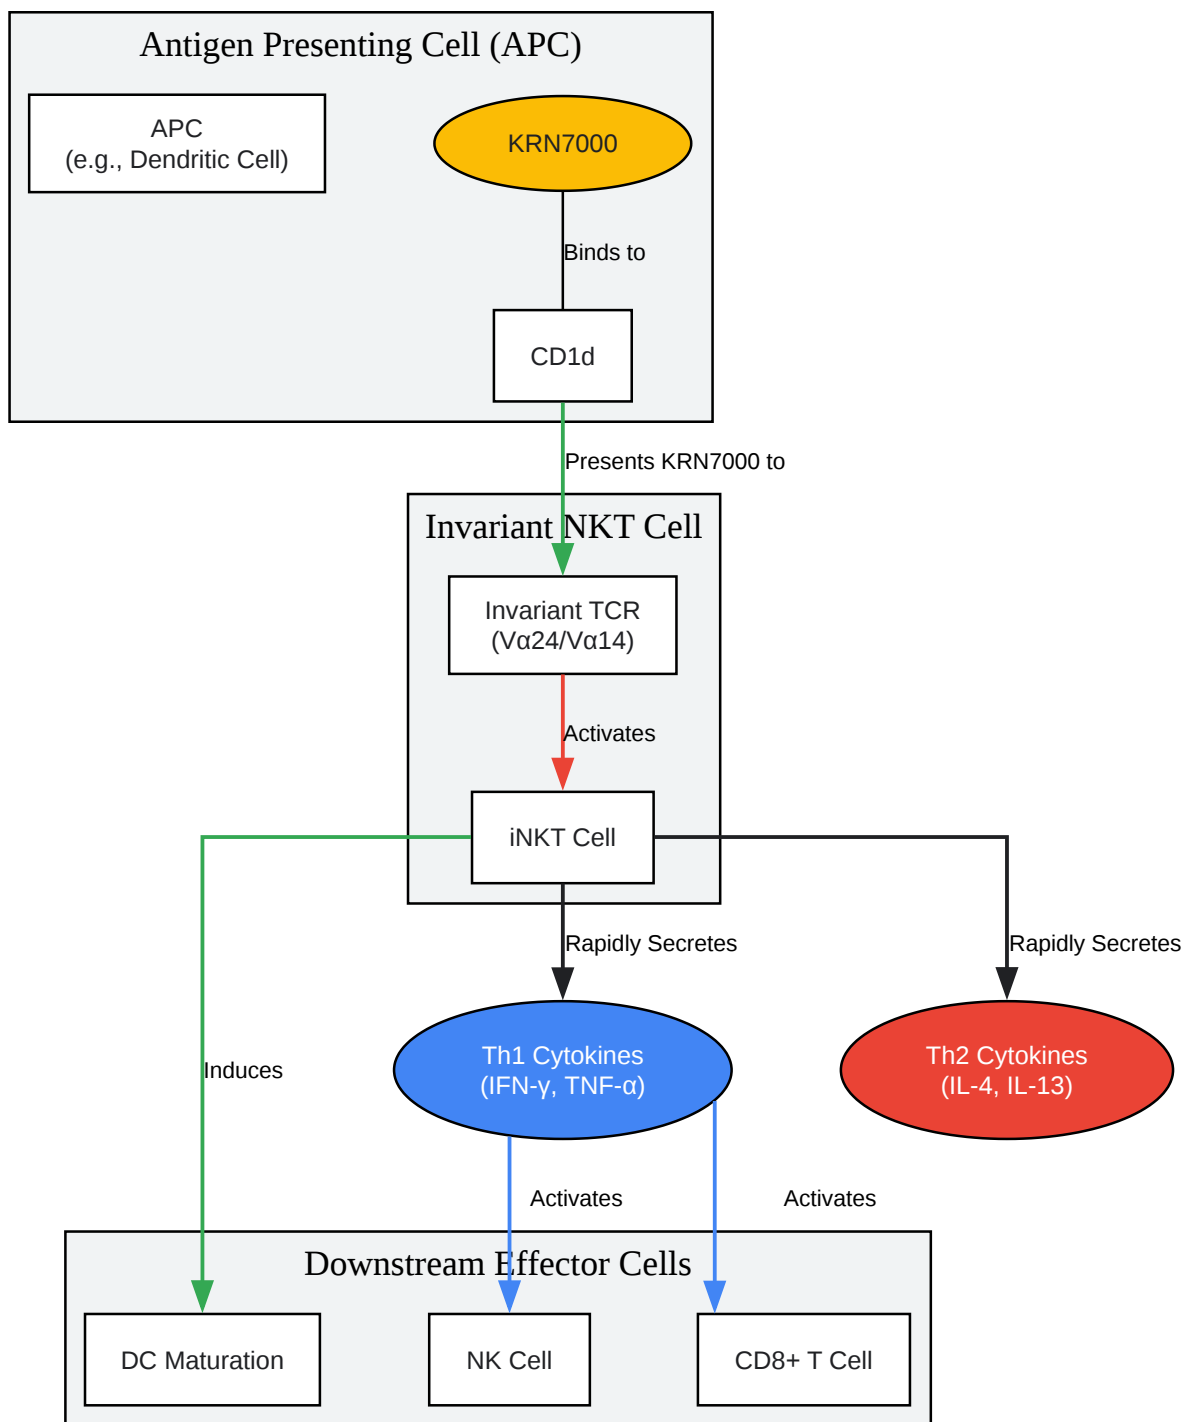 Antigen Presenting Cell (APC)
APC
(e.g., Dendritic Cell)
KRN7000
Binds to
CD1d
Presents KRN7000 to
Invariant NKT Cell
Invariant TCR
(Vα24/Vα14)
Activates
iNKT Cell
Rapidly Secretes
Rapidly Secretes
Induces
Th1 Cytokines
(IFN-γ, TNF-α)
Th2 Cytokines
(IL-4, IL-13)
Activates
Activates
Downstream Effector Cells
DC Maturation
NK Cell
CD8+ T Cell